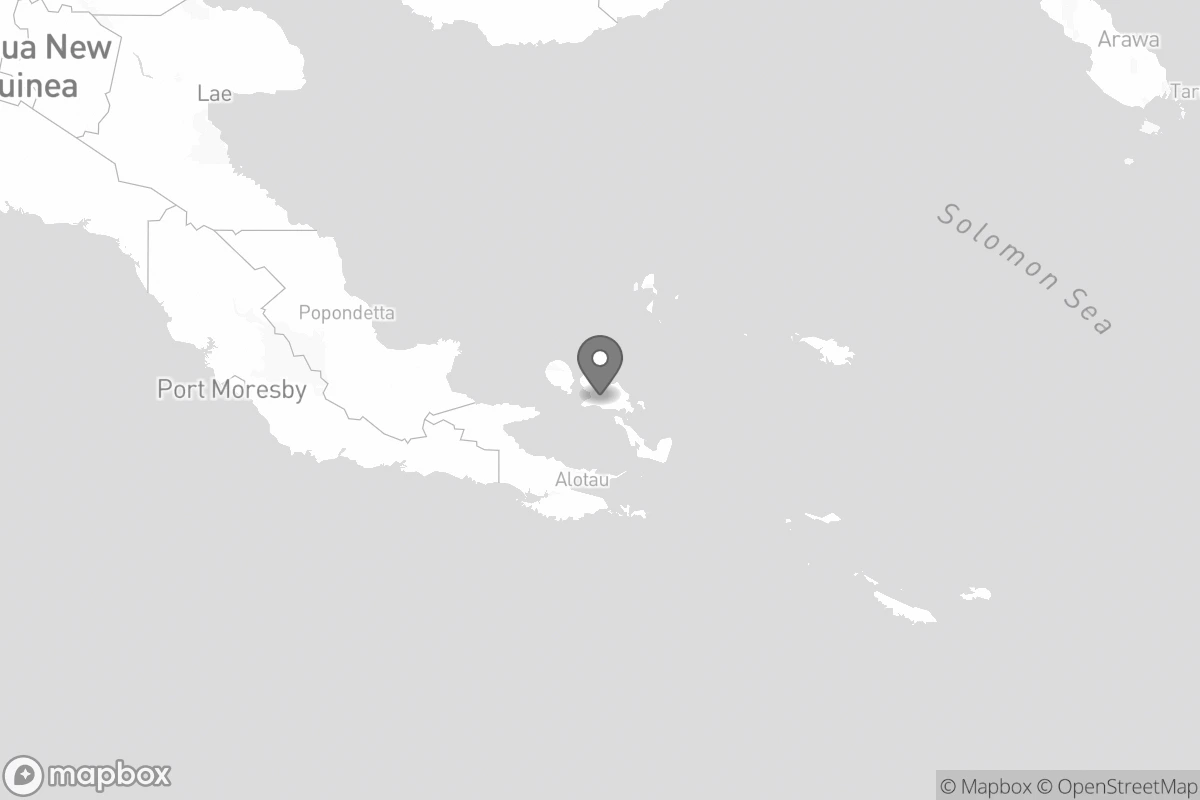 Arawa
ua New
uinea
Lae
Tar
Solomon Sea
Popondetta
Port Moresby
Alotau
mapbox
© Mapbox © OpenStreetMap